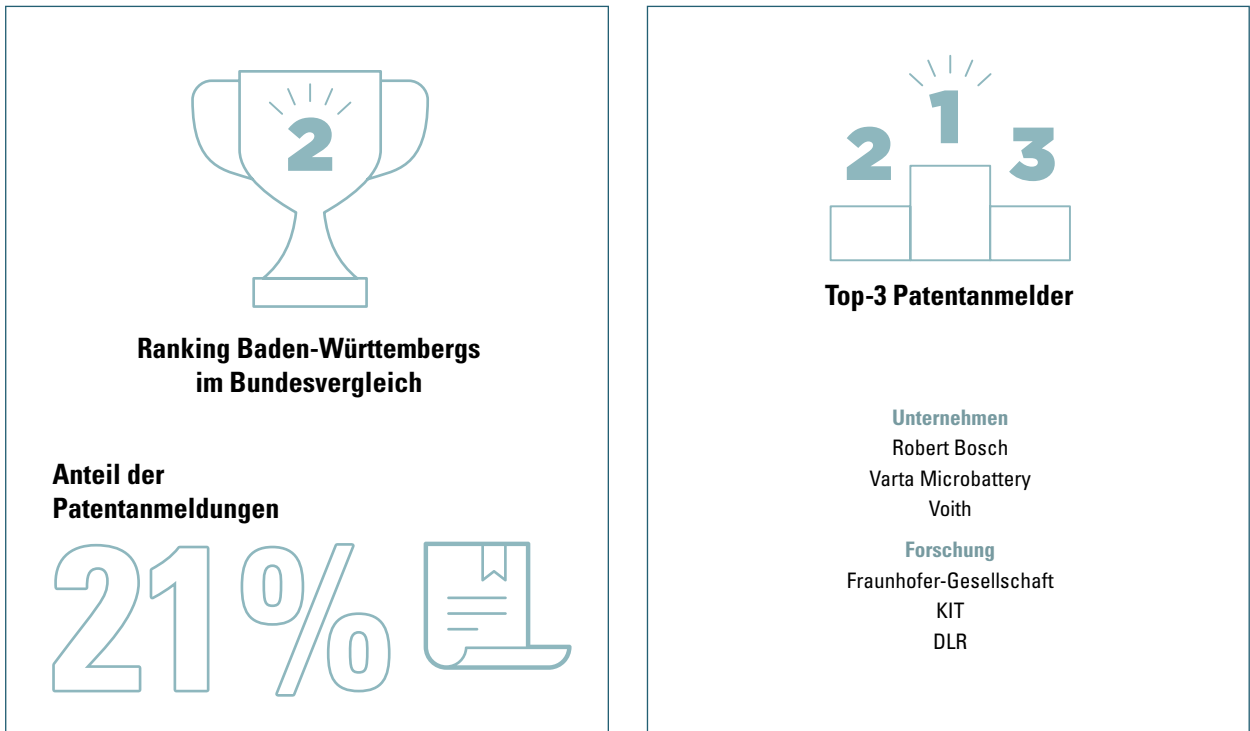 2
Ranking Baden-Württembergs
im Bundesvergleich
Anteil der
Patentanmeldungen
21%
1
2
3
Top-3 Patentanmelder
Unternehmen
Robert Bosch
Varta Microbattery
Voith
Forschung
Fraunhofer-Gesellschaft
KIT
DLR